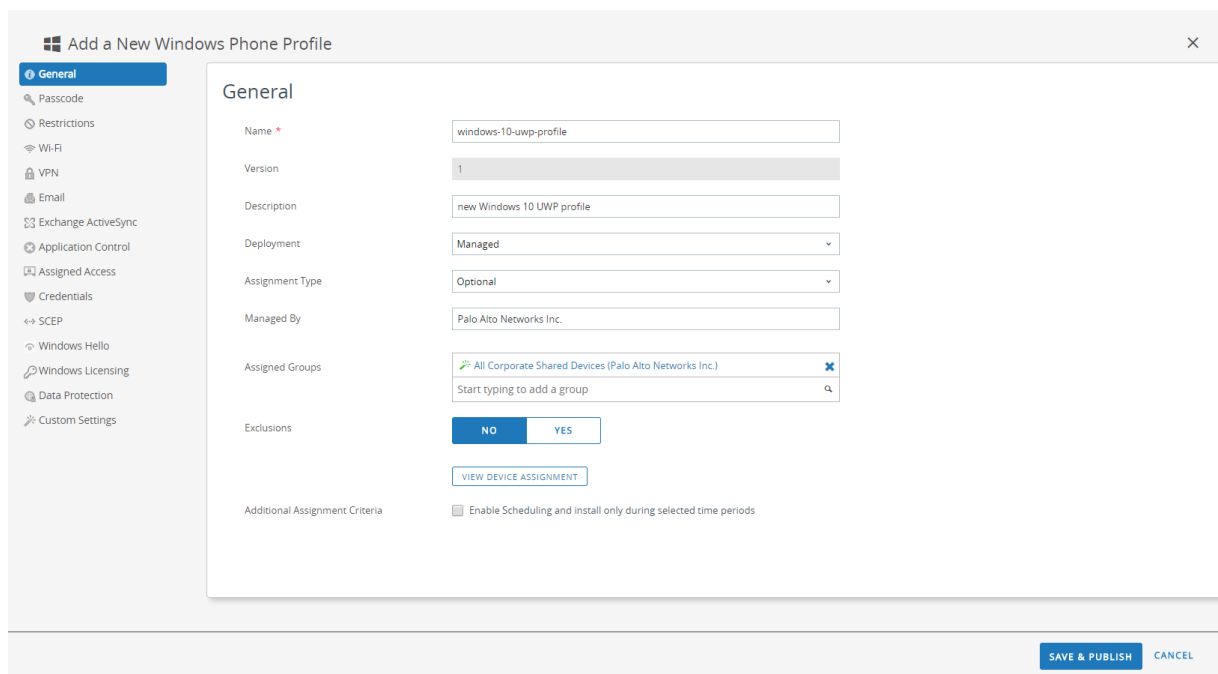 Add a New Windows Phone Profile
General
Passcode
Restrictions
Wi-Fi
VPN
Email
Exchange ActiveSync
Application Control
Assigned Access
Credentials
SCEP
Windows Hello
Windows Licensing
Data Protection
Custom Settings
General
Name * windows-10-uwp-profile
Version 1
Description new Windows 10 UWP profile
Deployment Managed
Assignment Type Optional
Managed By Palo Alto Networks Inc.
Assigned Groups All Corporate Shared Devices (Palo Alto Networks Inc.)
Start typing to add a group
Exclusions NO YES
VIEW DEVICE ASSIGNMENT
Additional Assignment Criteria Enable Scheduling and install only during selected time periods
SAVE & PUBLISH CANCEL